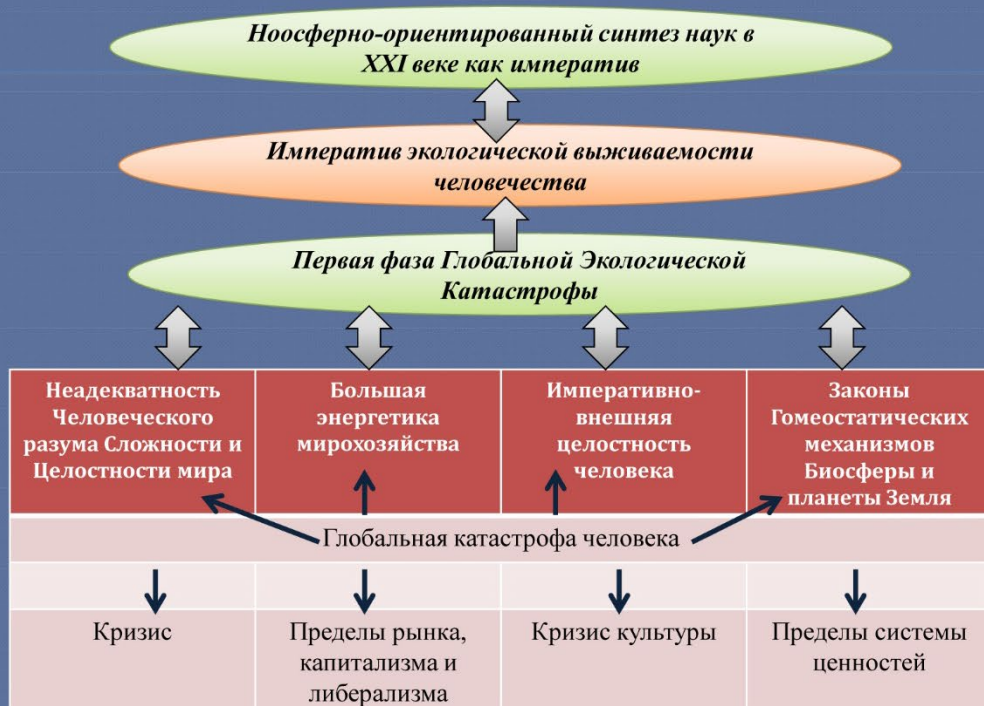 Ноосферно-ориентированный синтез наук в
XXI веке как императив
Императив экологической выживаемости
человечества
Первая фаза Глобальной Экологической
Катастрофы
Неадекватность
Человеческого
разума Сложности и
Целостности мира
Большая
энергетика
мирохозяйства
Императивно-
внешняя
целостность
человека
Законы
Гомеостатических
механизмов
Биосферы и
планеты Земля
Глобальная катастрофа человека
Кризис
Пределы рынка,
капитализма и
либерализма
Кризис культуры
Пределы системы
ценностей